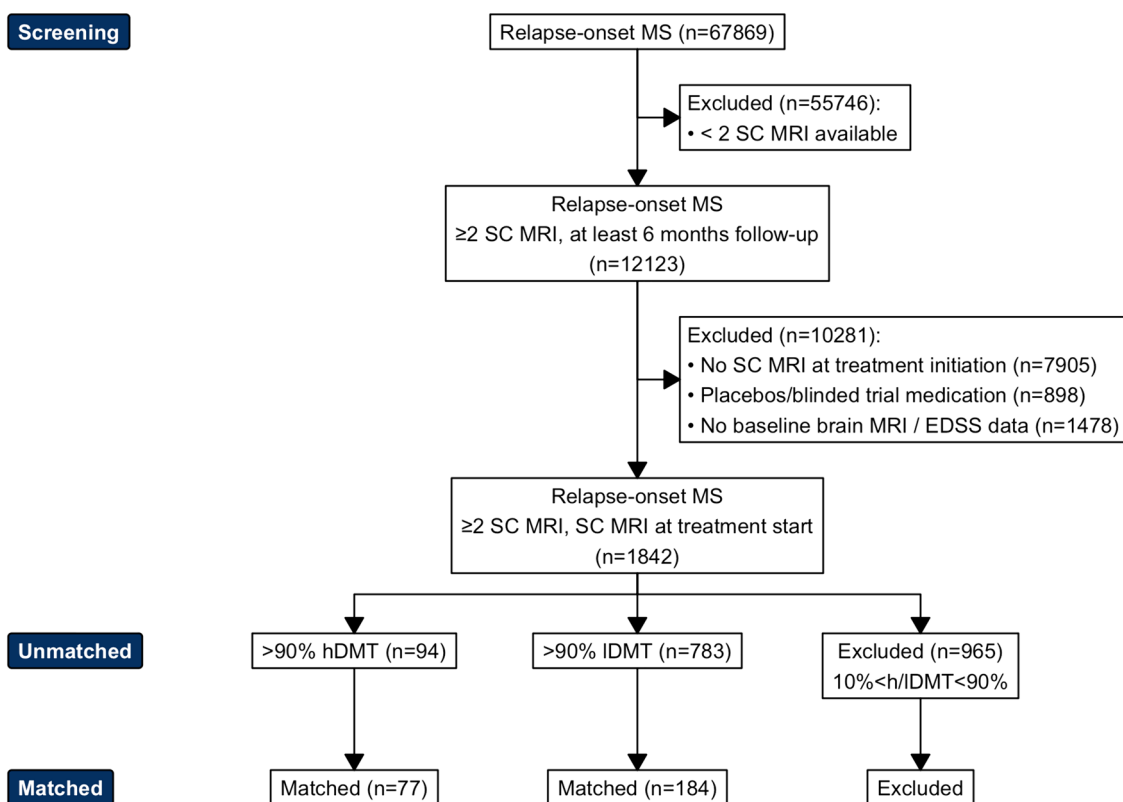 Screening
Relapse-onset MS (n=67869)
Excluded (n=55746):
• < 2 SC MRI available
Relapse-onset MS
≥2 SC MRI, at least 6 months follow-up
(n=12123)
Excluded (n=10281):
• No SC MRI at treatment initiation (n=7905)
• Placebos/blinded trial medication (n=898)
• No baseline brain MRI / EDSS data (n=1478)
Relapse-onset MS
≥2 SC MRI, SC MRI at treatment start
(n=1842)
Unmatched
>90% hDMT (n=94)
>90% lDMT (n=783)
Excluded (n=965)
10%<h/lDMT<90%
Matched
Matched (n=77)
Matched (n=184)
Excluded